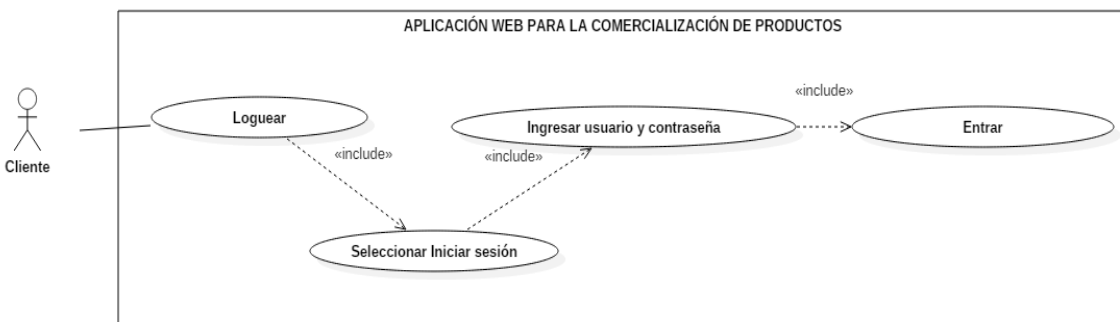 APLICACIÓN WEB PARA LA COMERCIALIZACIÓN DE PRODUCTOS
Cliente
Loguear
«include»
Seleccionar Iniciar sesión
«include»
Ingresar usuario y contraseña
«include»
Entrar